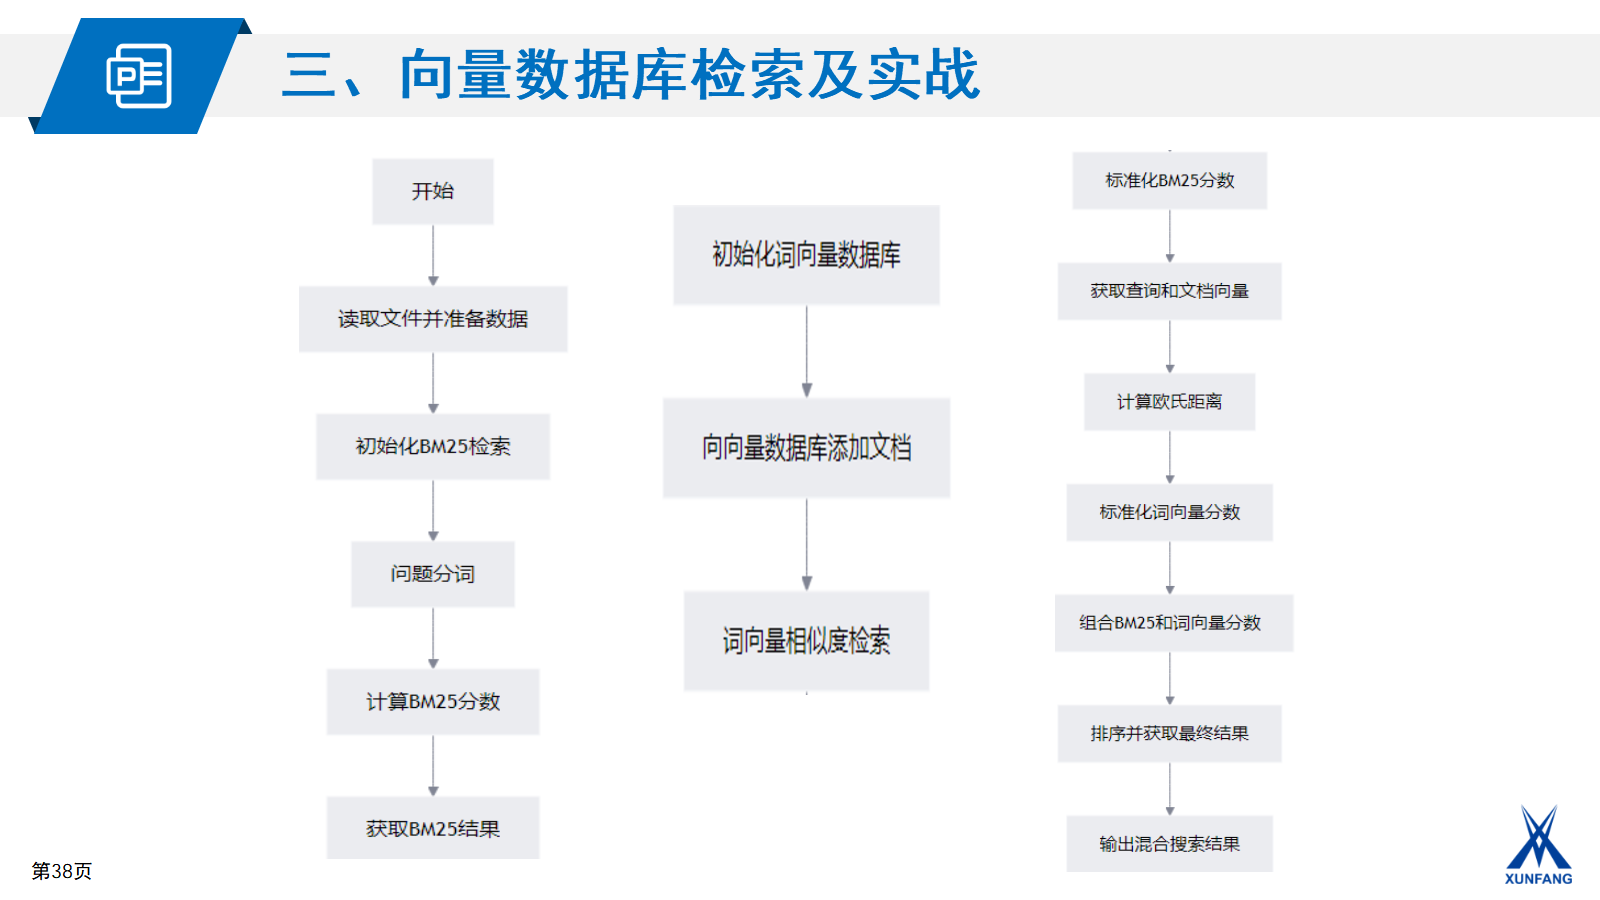 三、向量数据库检索及实战
开始
读取文件并准备数据
初始化BM25检索
问题分词
计算BM25分数
获取BM25结果
初始化词向量数据库
向向量数据库添加文档
词向量相似度检索
标准化BM25分数
获取查询和文档向量
计算欧氏距离
标准化词向量分数
组合BM25和词向量分数
排序并获取最终结果
输出混合搜索结果
第38页
XUNFANG